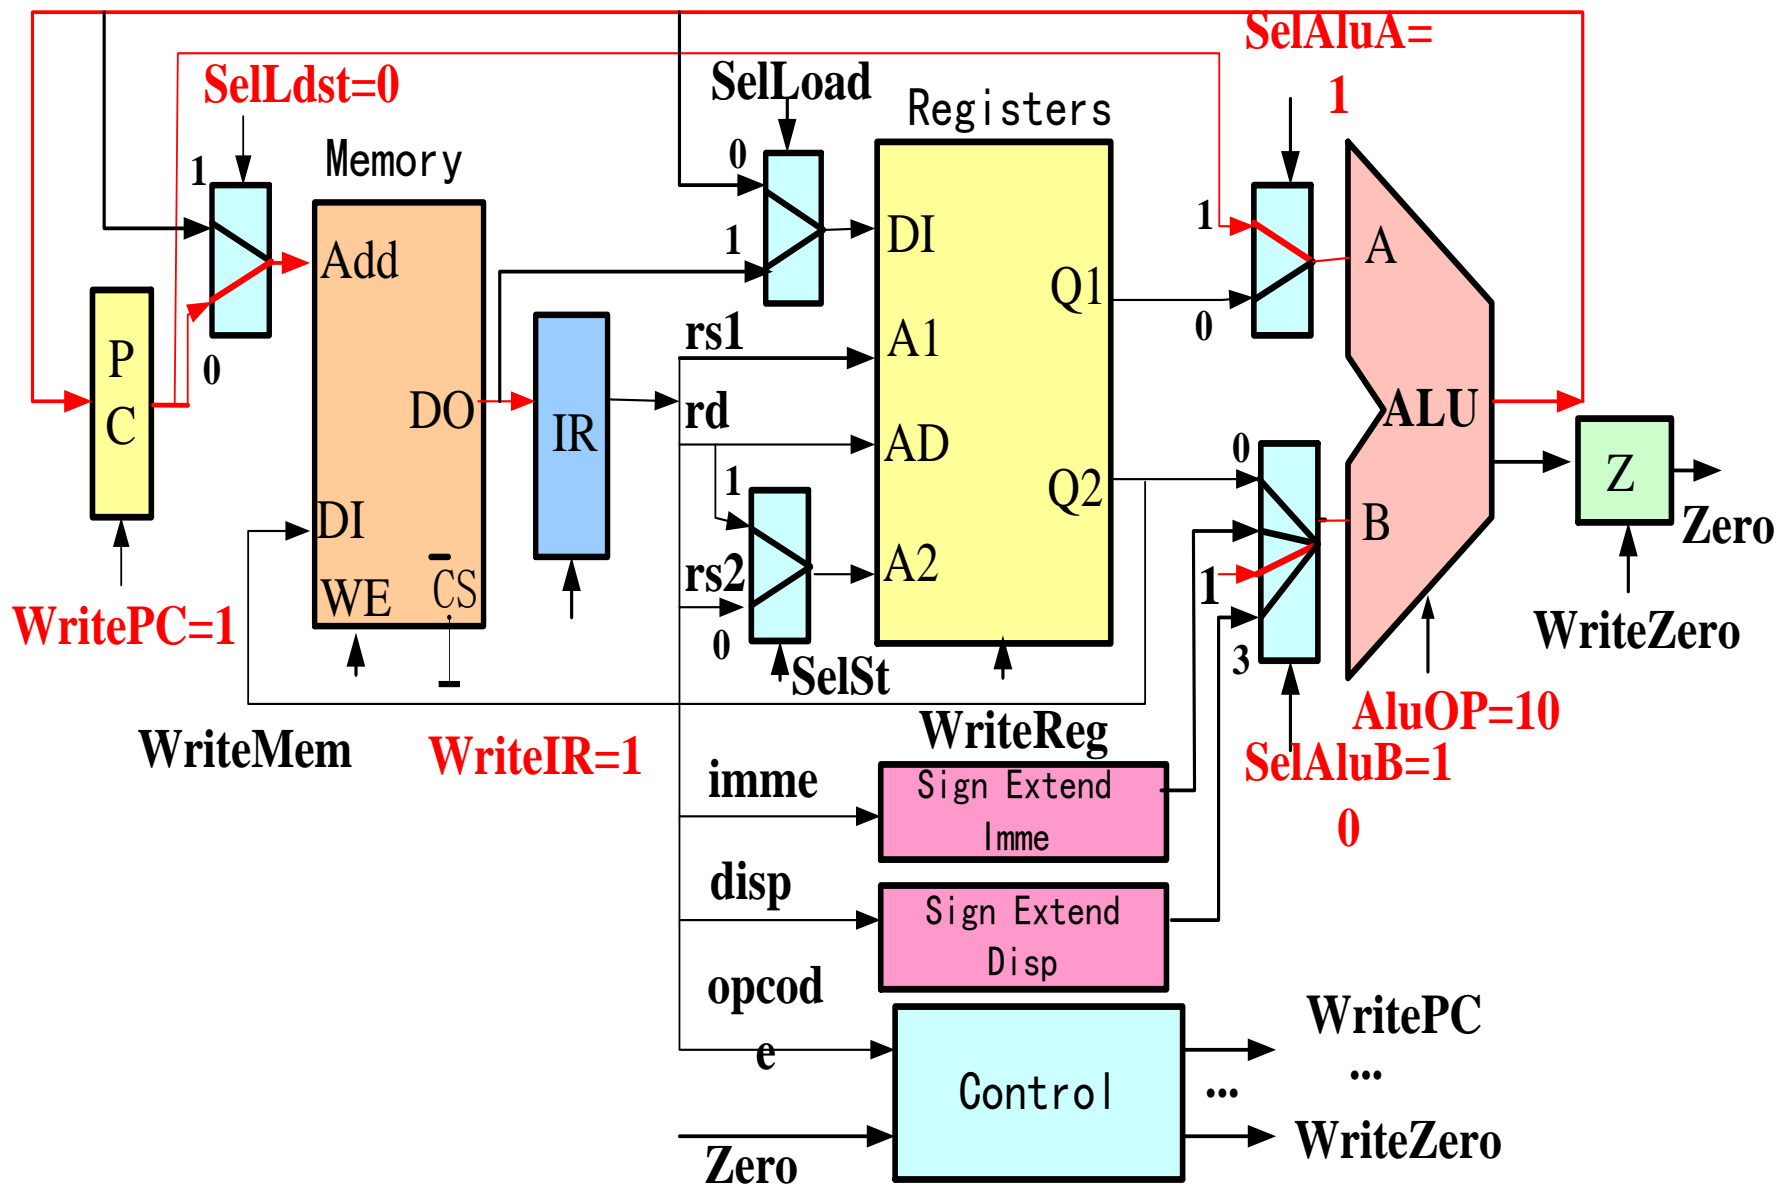 SelAluA=
1
SelLdst=0
SelLoad
Registers
Memory
1
0
0
1
1
0
Add
DI
A
Q1
P
C
rs1
A1
DO
IR
rd
AD
ALU
0
Q2
Z
Zero
1
DI
B
rs2
A2
1
WE
CS
WritePC=1
0
3
WriteZero
SelSt
AluOP=10
WriteMem
WriteIR=1
WriteReg
SelAluB=1
0
imme
Sign Extend
Imme
disp
Sign Extend
Disp
opcod
e
WritePC
...
Control
...
WriteZero
Zero